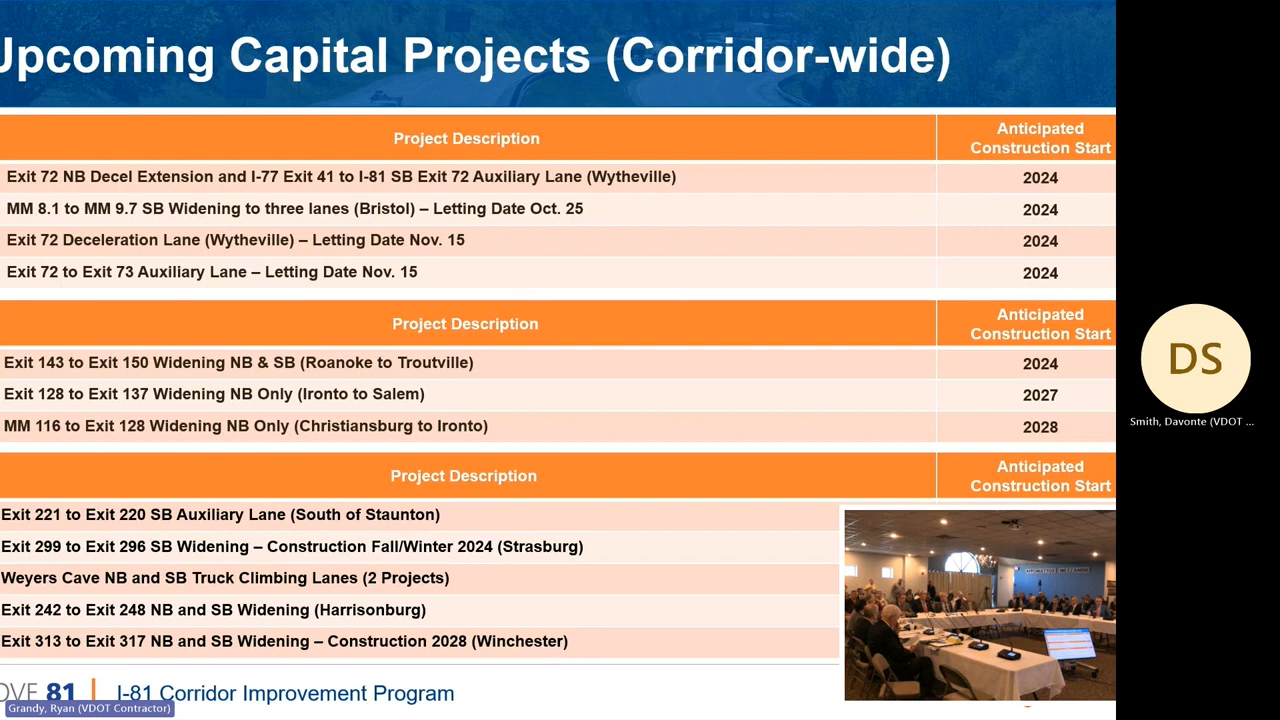 Upcoming Capital Projects (Corridor-wide)
Project Description
Anticipated
Construction Start
Exit 72 NB Decel Extension and I-77 Exit 41 to I-81 SB Exit 72 Auxiliary Lane (Wytheville)
2024
MM 8.1 to MM 9.7 SB Widening to three lanes (Bristol) – Letting Date Oct. 25
2024
Exit 72 Deceleration Lane (Wytheville) – Letting Date Nov. 15
2024
Exit 72 to Exit 73 Auxiliary Lane – Letting Date Nov. 15
2024
Project Description
Anticipated
Construction Start
Exit 143 to Exit 150 Widening NB & SB (Roanoke to Troutville)
2024
Exit 128 to Exit 137 Widening NB Only (Ironto to Salem)
2027
MM 116 to Exit 128 Widening NB Only (Christiansburg to Ironto)
2028
Project Description
Anticipated
Construction Start
Exit 221 to Exit 220 SB Auxiliary Lane (South of Staunton)
Exit 299 to Exit 296 SB Widening – Construction Fall/Winter 2024 (Strasburg)
Weyers Cave NB and SB Truck Climbing Lanes (2 Projects)
Exit 242 to Exit 248 NB and SB Widening (Harrisonburg)
Exit 313 to Exit 317 NB and SB Widening – Construction 2028 (Winchester)
OVE 81 I-81 Corridor Improvement Program
Grandy, Ryan (VDOT Contractor)
DS
Smith, Davonte (VDOT ...